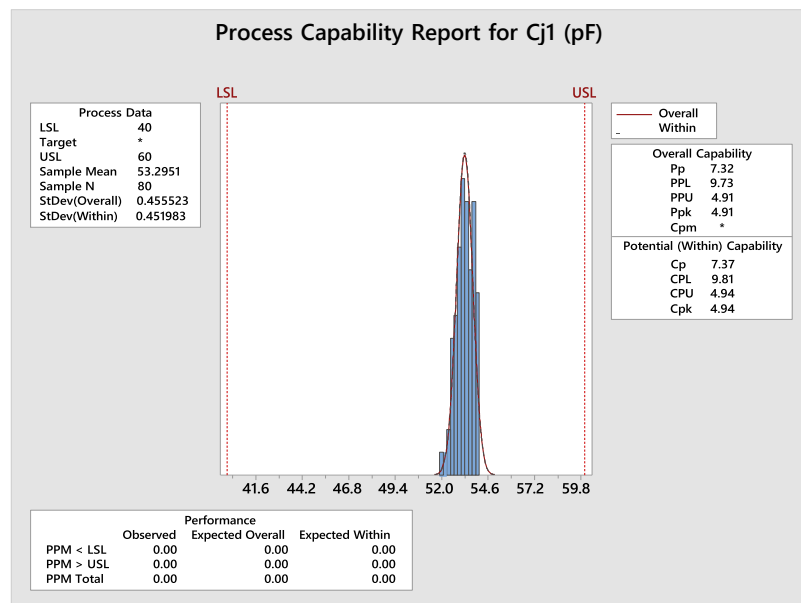 Process Capability Report for Cj1 (pF)
LSL USL
Process Data
LSL 40
Target *
USL 60
Sample Mean 53.2951
Sample N 80
StDev(Overall) 0.455523
StDev(Within) 0.451983
Overall
Within
Overall Capability
Pp 7.32
PPL 9.73
PPU 4.91
Ppk 4.91
Cpm *
Potential (Within) Capability
Cp 7.37
CPL 9.81
CPU 4.94
Cpk 4.94
41.6 44.2 46.8 49.4 52.0 54.6 57.2 59.8
Performance
Observed Expected Overall Expected Within
PPM < LSL 0.00 0.00 0.00
PPM > USL 0.00 0.00 0.00
PPM Total 0.00 0.00 0.00